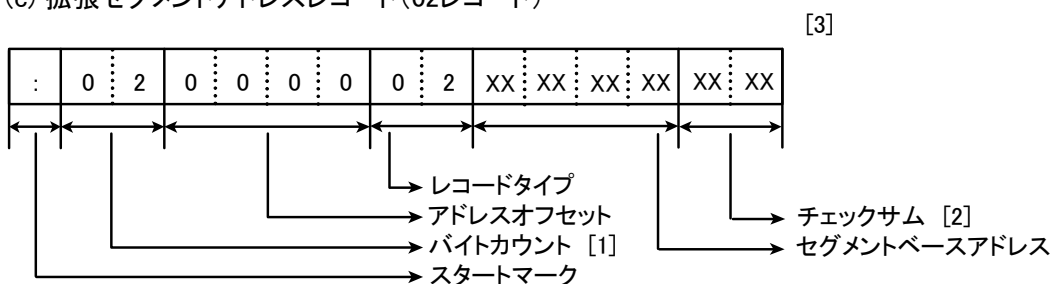 (c) 拡張セグメントアドレスレコード(02レコード)
[3]
: 0 2 0 0 0 0 0 2 XX XX XX XX XX XX
レコードタイプ
アドレスオフセット
チェックサム [2]
バイトカウント [1]
セグメントベースアドレス
スタートマーク